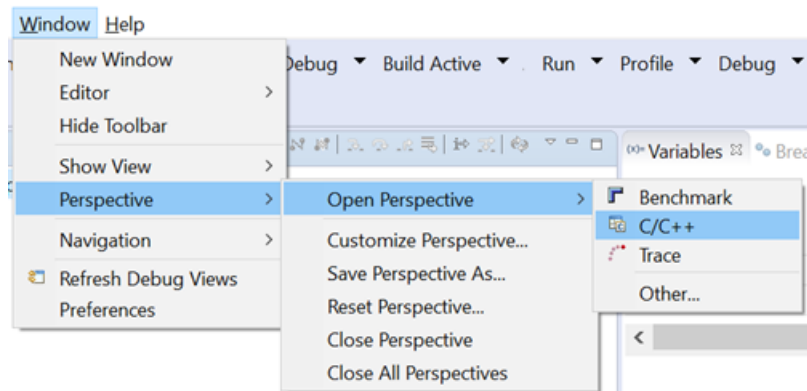 Window Help
New Window
Debug Build Active Run Profile Debug
Editor
Hide Toolbar
Variables
Show View
Perspective
Open Perspective
Benchmark
C/C++
Navigation
Customize Perspective...
Trace
Refresh Debug Views
Save Perspective As...
Other...
Preferences
Reset Perspective...
Close Perspective
Close All Perspectives